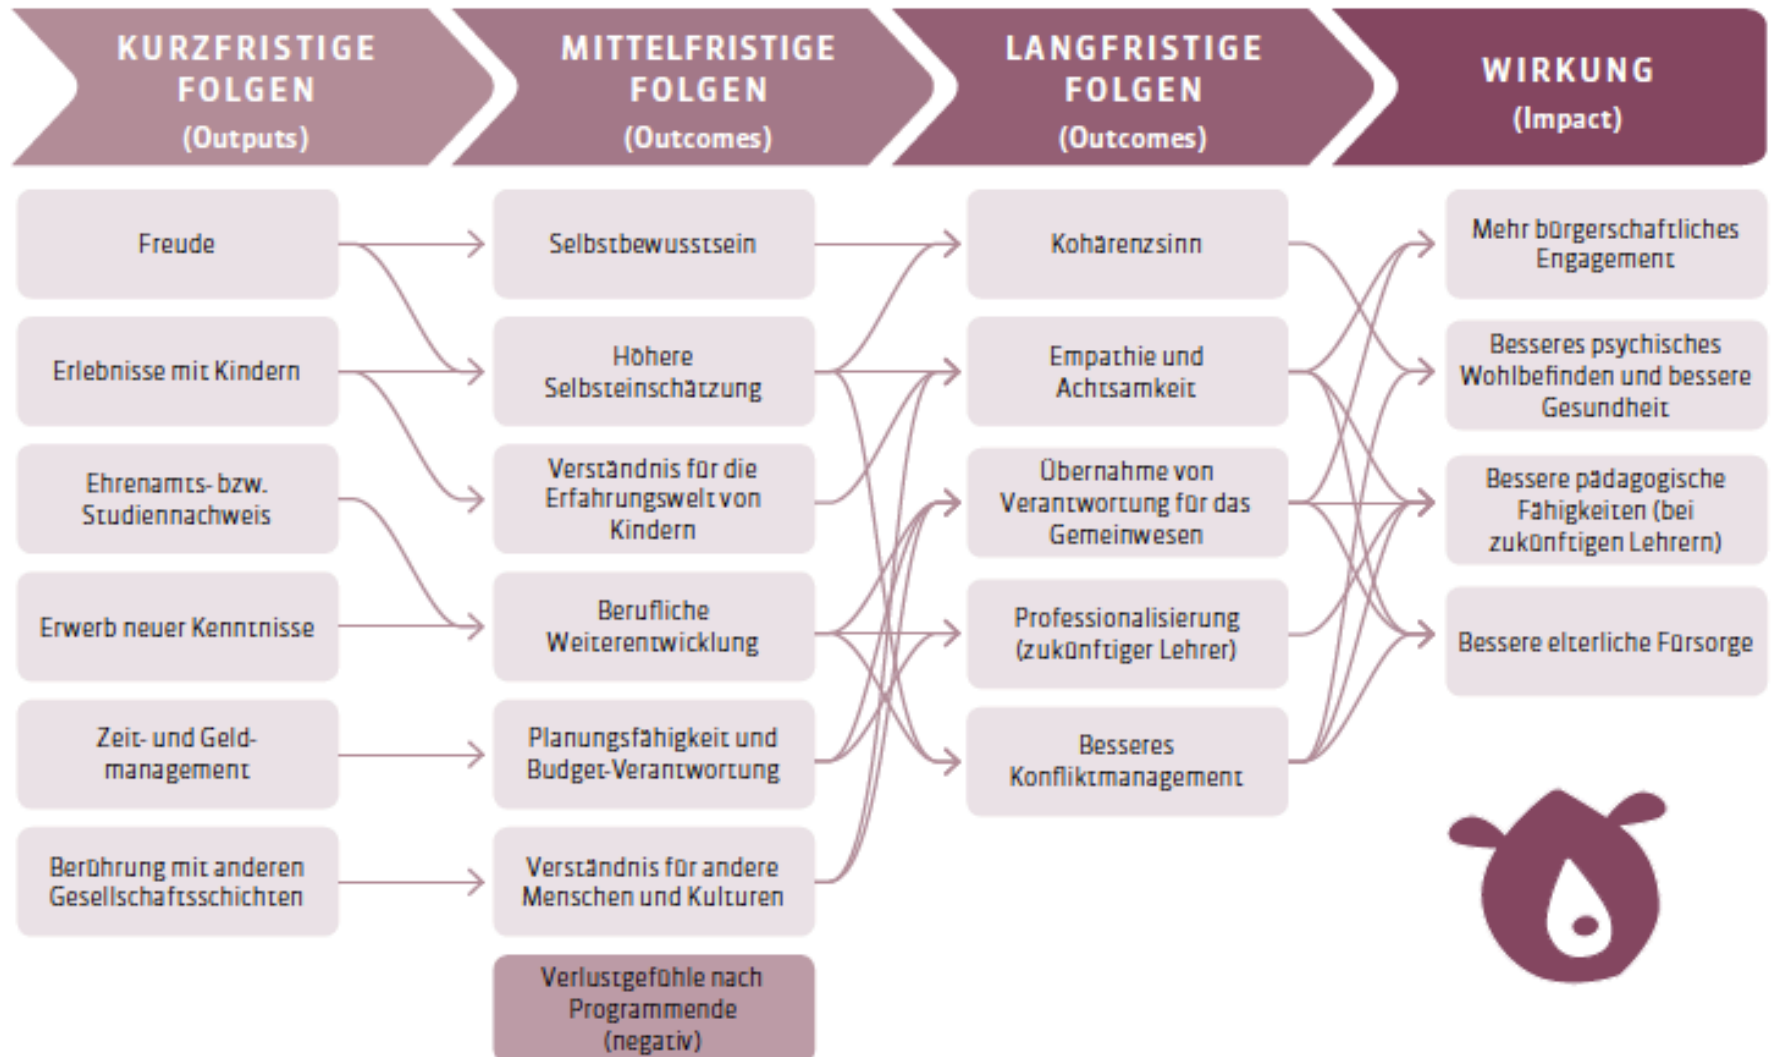 KURZFRISTIGE
FOLGEN
(Outputs)
MITTELFRISTIGE
FOLGEN
(Outcomes)
LANGFRISTIGE
FOLGEN
(Outcomes)
WIRKUNG
(Impact)
Freude
Erlebnisse mit Kindern
Ehrenamts- bzw.
Studiennachweis
Erwerb neuer Kenntnisse
Zeit- und Geld-
management
Berührung mit anderen
Gesellschaftsschichten
Selbstbewusstsein
Höhere
Selbsteinschätzung
Verständnis für die
Erfahrungswelt von
Kindern
Berufliche
Weiterentwicklung
Planungsfähigkeit und
Budget-Verantwortung
Verständnis für andere
Menschen und Kulturen
Verlustgefühle nach
Programmende
(negativ)
Kohärenzsinn
Empathie und
Achtsamkeit
Übernahme von
Verantwortung für das
Gemeinwesen
Professionalisierung
(zukünftiger Lehrer)
Besseres
Konfliktmanagement
Mehr bürgerschaftliches
Engagement
Besseres psychisches
Wohlbefinden und bessere
Gesundheit
Bessere pädagogische
Fähigkeiten (bei
zukünftigen Lehrern)
Bessere elterliche Fürsorge